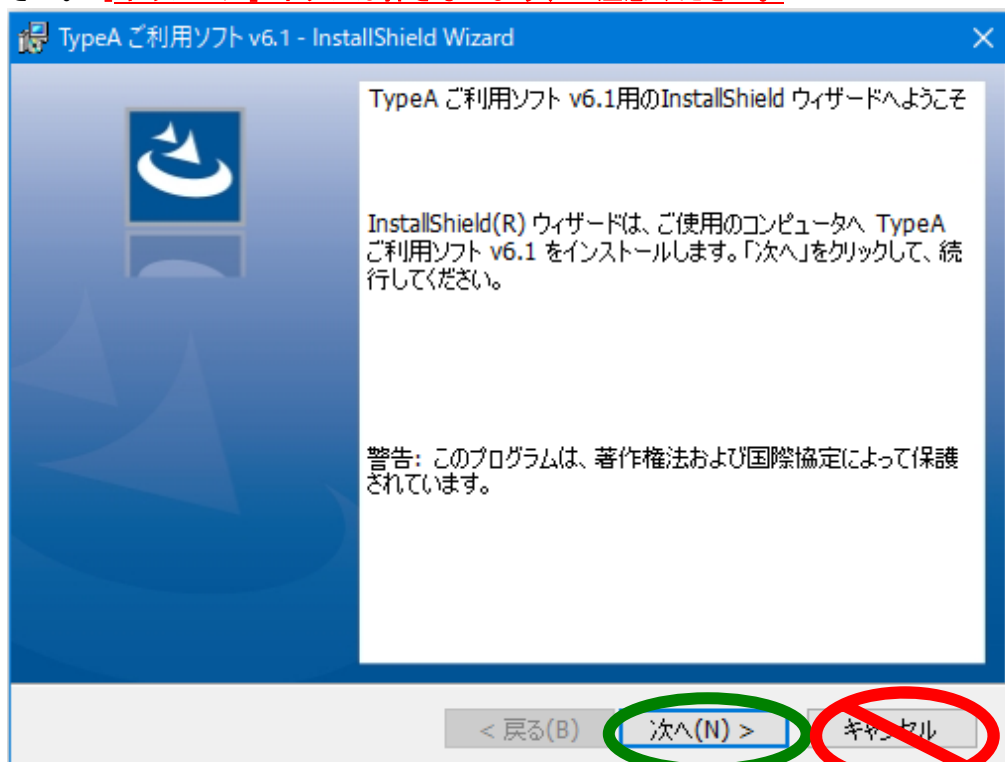 TypeA ご利用ソフト v6.1 - InstallShield Wizard
TypeA ご利用ソフト v6.1用のInstallShield ウィザードへようこそ
InstallShield(R) ウィザードは、ご使用のコンピュータへ TypeA
ご利用ソフト v6.1 をインストールします。「次へ」をクリックして、続
行してください。
警告: このプログラムは、著作権法および国際協定によって保護
されています。
< 戻る(B)
次へ(N) >
キャンセル